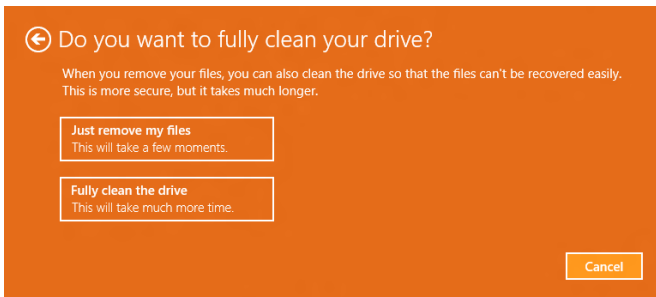 Do you want to fully clean your drive?
When you remove your files, you can also clean the drive so that the files can't be recovered easily.
This is more secure, but it takes much longer.
Just remove my files
This will take a few moments.
Fully clean the drive
This will take much more time.
Cancel